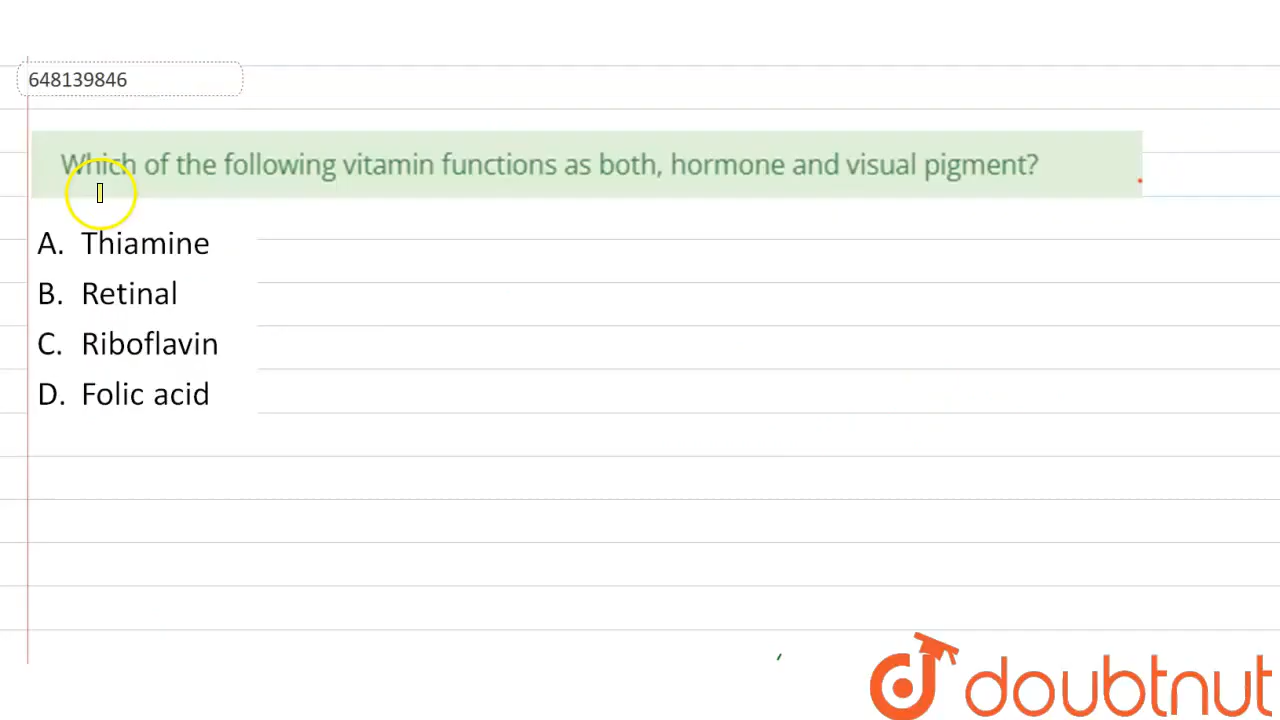 648139846
Which of the following vitamin functions as both, hormone and visual pigment?
A. Thiamine
B. Retinal
C. Riboflavin
D. Folic acid
doubtnut